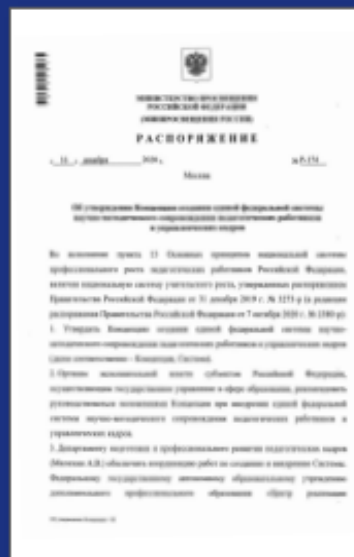 МИНИСТЕРСТВО ПРОСВЕЩЕНИЯ
РОССИЙСКОЙ ФЕДЕРАЦИИ
(МИНПРОСВЕЩЕНИЯ РОССИИ)
РАСПОРЯЖЕНИЕ
« 16 » декабря 2020 г. № Р-174
Москва
Об утверждении Концепции создания единой федеральной системы
научно-методического сопровождения педагогических работников
и управленческих кадров
Во исполнение пункта 13 Основных принципов национальной системы
профессионального роста педагогических работников Российской Федерации,
включая национальную систему учительского роста, утвержденных распоряжением
Правительства Российской Федерации от 31 декабря 2019 г. № 3273-р (в редакции
распоряжения Правительства Российской Федерации от 7 октября 2020 г. № 2580-р):
1. Утвердить Концепцию создания единой федеральной системы научно-
методического сопровождения педагогических работников и управленческих кадров
(далее соответственно – Концепция, Система).
2. Органам исполнительной власти субъектов Российской Федерации,
осуществляющим государственное управление в сфере образования, рекомендовать
руководствоваться положениями Концепции при внедрении единой федеральной
системы научно-методического сопровождения педагогических работников и
управленческих кадров.
3. Департаменту подготовки и профессионального развития педагогических кадров
(Милехин А.В.) обеспечить координацию работ по созданию и внедрению Системы.
Федеральному государственному автономному образовательному учреждению
дополнительного профессионального образования «Центр реализации